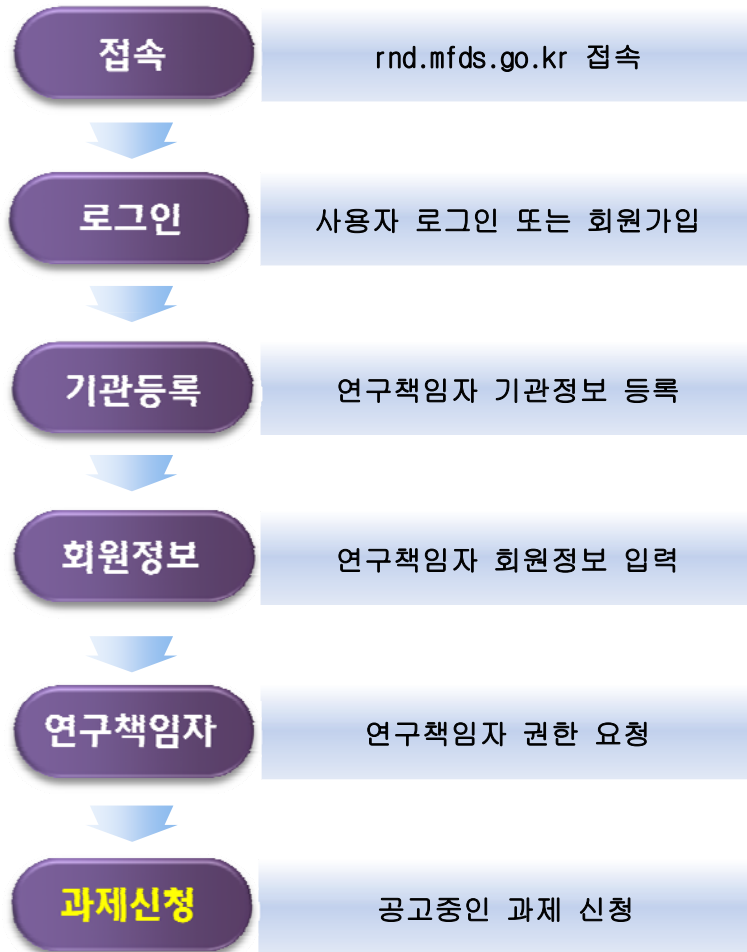 접속
rnd.mfds.go.kr 접속
로그인
사용자 로그인 또는 회원가입
기관등록
연구책임자 기관정보 등록
회원정보
연구책임자 회원정보 입력
연구책임자
연구책임자 권한 요청
과제신청
공고중인 과제 신청